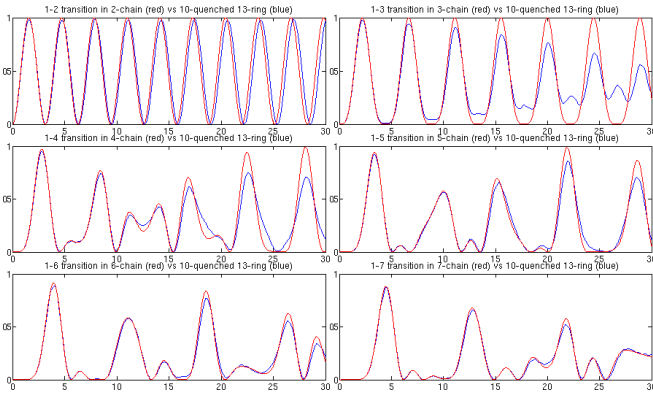 1-2 transition in 2-chain (red) vs 10-quenched 13-ring (blue)
1-3 transition in 3-chain (red) vs 10-quenched 13-ring (blue)
1
05
0
0 5 10 15 20 25 30
1
05
0
0 5 10 15 20 25 30
1-4 transition in 4-chain (red) vs 10-quenched 13-ring (blue)
1-5 transition in 5-chain (red) vs 10-quenched 13-ring (blue)
1
05
0
0 5 10 15 20 25 30
1
05
0
0 5 10 15 20 25 30
1-6 transition in 6-chain (red) vs 10-quenched 13-ring (blue)
1-7 transition in 7-chain (red) vs 10-quenched 13-ring (blue)
1
05
0
0 5 10 15 20 25 30
1
05
0
0 5 10 15 20 25 30